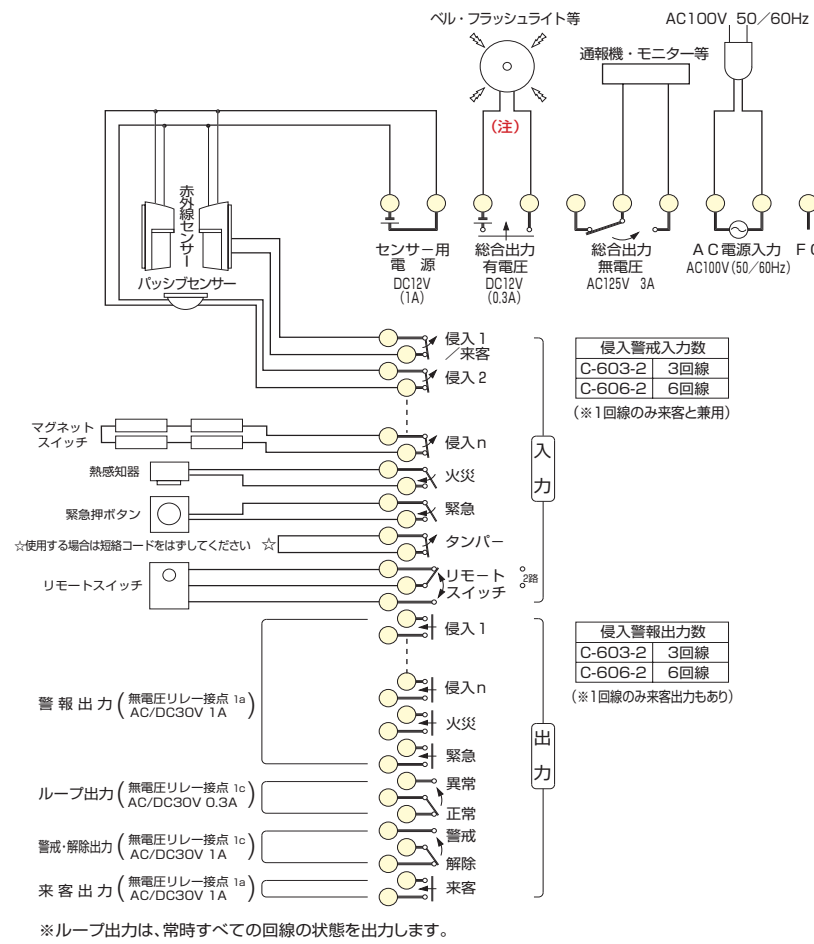 ベル・フラッシュライト等
AC100V 50/60Hz
通報機・モニター等
(注)
赤外線センサー
パッシブセンサー
センサー用電源
DC12V
(1A)
総合出力
有電圧
DC12V
(0.3A)
総合出力
無電圧
AC125V 3A
AC電源入力
AC100V(50/60Hz)
侵入1
/来客
侵入2
侵入警戒入力数
C-603-2 3回線
C-606-2 6回線
(※1回線のみ来客と兼用)
マグネット
スイッチ
侵入n
熱感知器
火災
入力
緊急押ボタン
緊急
☆使用する場合は短絡コードをはずしてください ☆
タンパー
リモートスイッチ
リモート
スイッチ
2路
侵入1
侵入警報出力数
C-603-2 3回線
C-606-2 6回線
(※1回線のみ来客出力もあり)
警報出力(無電圧リレー接点 1a
AC/DC30V 1A)
侵入n
火災
緊急
出力
ループ出力(無電圧リレー接点 1c
AC/DC30V 0.3A)
異常
正常
警戒・解除出力(無電圧リレー接点 1c
AC/DC30V 1A)
警戒
解除
来客出力(無電圧リレー接点 1a
AC/DC30V 1A)
来客
※ループ出力は、常時すべての回線の状態を出力します。